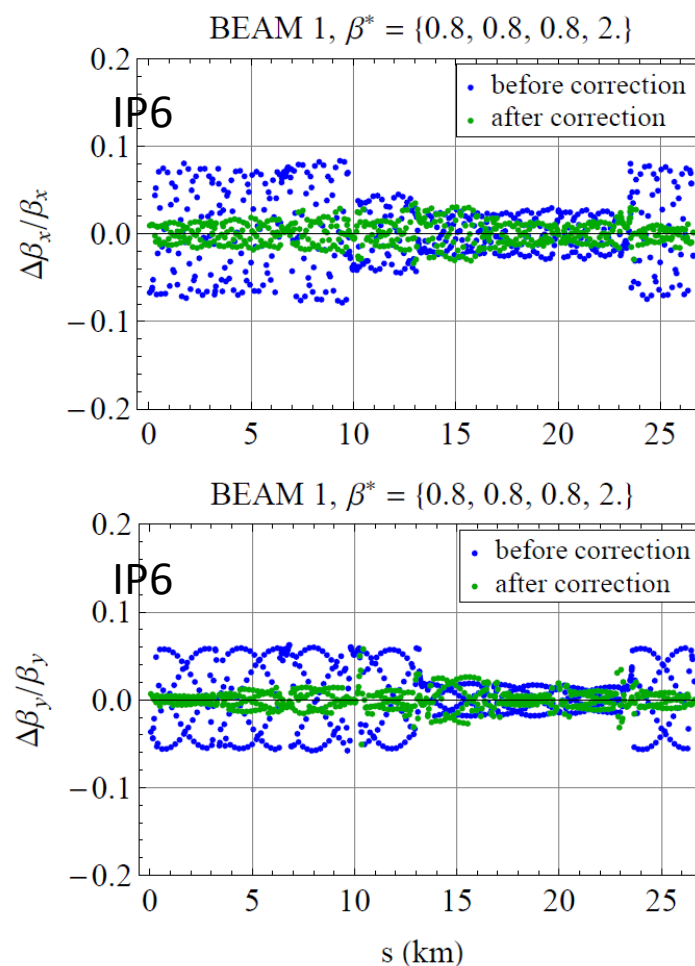 BEAM 1, β* = {0.8, 0.8, 0.8, 2.}
0.2
before correction
after correction
IP6
0.1
0.0
−0.1
−0.2
Δβx/βx
0 5 10 15 20 25
BEAM 1, β* = {0.8, 0.8, 0.8, 2.}
0.2
before correction
after correction
IP6
0.1
0.0
−0.1
−0.2
Δβy/βy
0 5 10 15 20 25
s (km)